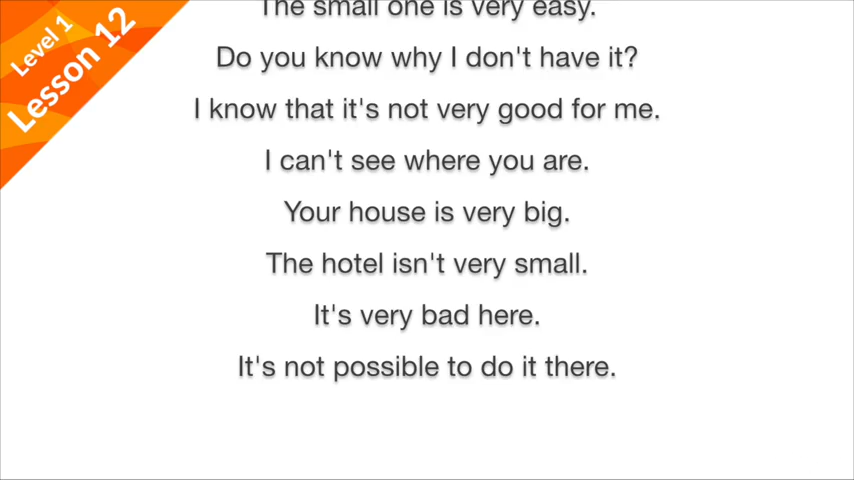 Level 1
Lesson 12
The small one is very easy.
Do you know why I don't have it?
I know that it's not very good for me.
I can't see where you are.
Your house is very big.
The hotel isn't very small.
It's very bad here.
It's not possible to do it there.